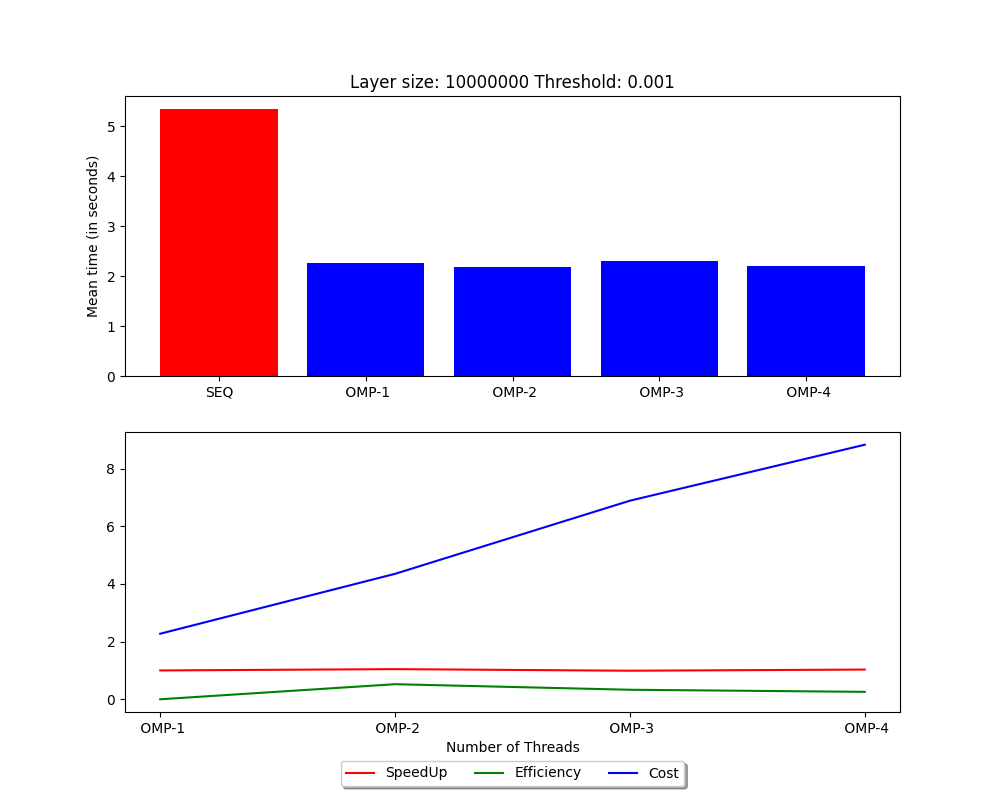 Layer size: 10000000 Threshold: 0.001
Mean time (in seconds)
5
4
3
2
1
0
SEQ OMP-1 OMP-2 OMP-3 OMP-4
8
6
4
2
0
OMP-1 OMP-2 OMP-3 OMP-4
Number of Threads
SpeedUp Efficiency Cost